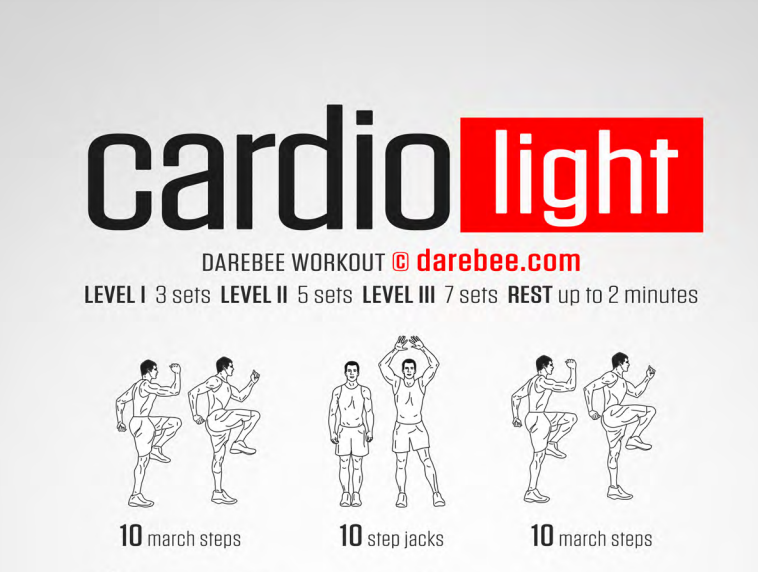 cardio light
DAREBEE WORKOUT © darebee.com
LEVEL I 3 sets LEVEL II 5 sets LEVEL III 7 sets REST up to 2 minutes
10 march steps
10 step jacks
10 march steps